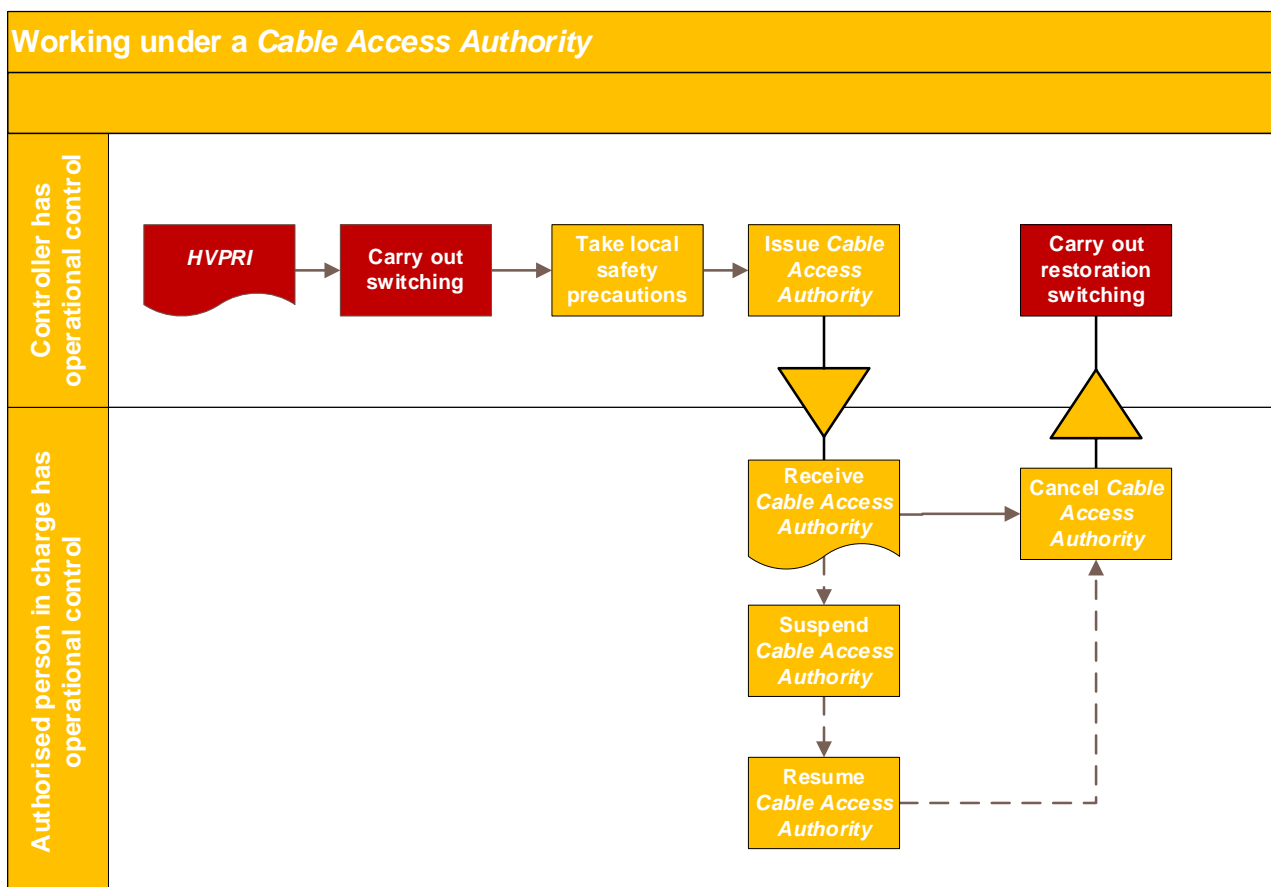 Working under a Cable Access Authority
Controller has
operational control
HVPRI
Carry out
switching
Take local
safety
precautions
Issue Cable
Access
Authority
Carry out
restoration
switching
Authorised person in charge has
operational control
Receive
Cable Access
Authority
Cancel Cable
Access
Authority
Suspend
Cable Access
Authority
Resume
Cable Access
Authority